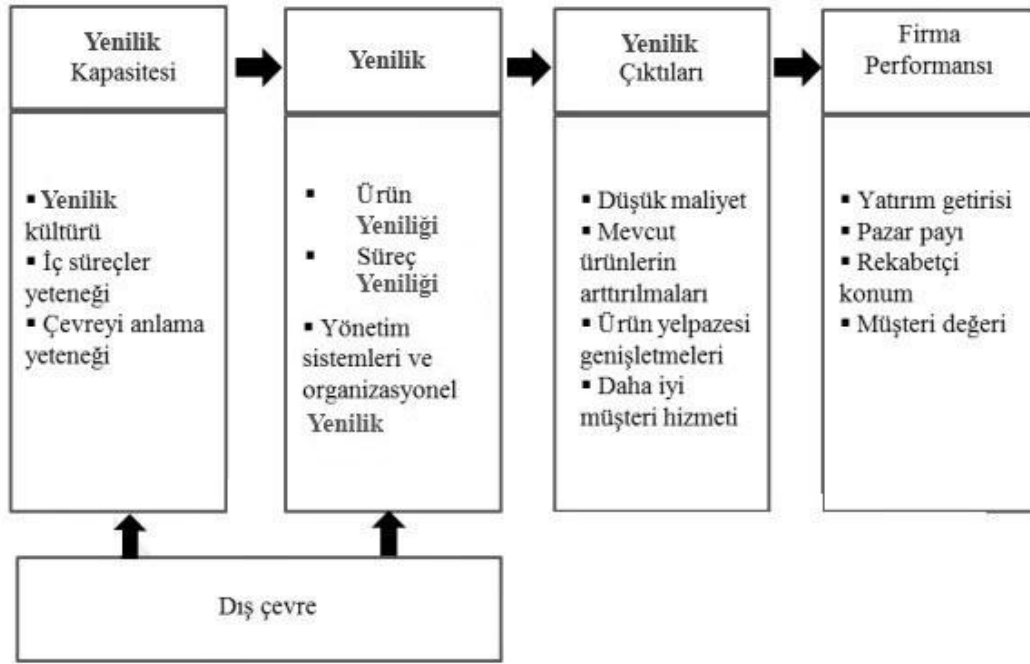 Yenilik
Kapasitesi
Yenilik
Yenilik
Çıktıları
Firma
Performansı
▪ Yenilik
kültürü
▪ İç süreçler
yeteneği
▪ Çevreyi anlama
yeteneği
▪ Ürün
Yeniliği
▪ Süreç
Yeniliği
▪ Yönetim
sistemleri ve
organizasyonel
Yenilik
▪ Düşük maliyet
▪ Mevcut
ürünlerin
arttırılmaları
▪ Ürün yelpazesi
genişletmeleri
▪ Daha iyi
müşteri hizmeti
▪ Yatırım getirisi
▪ Pazar payı
▪ Rekabetçi
konum
▪ Müşteri değeri
Dış çevre